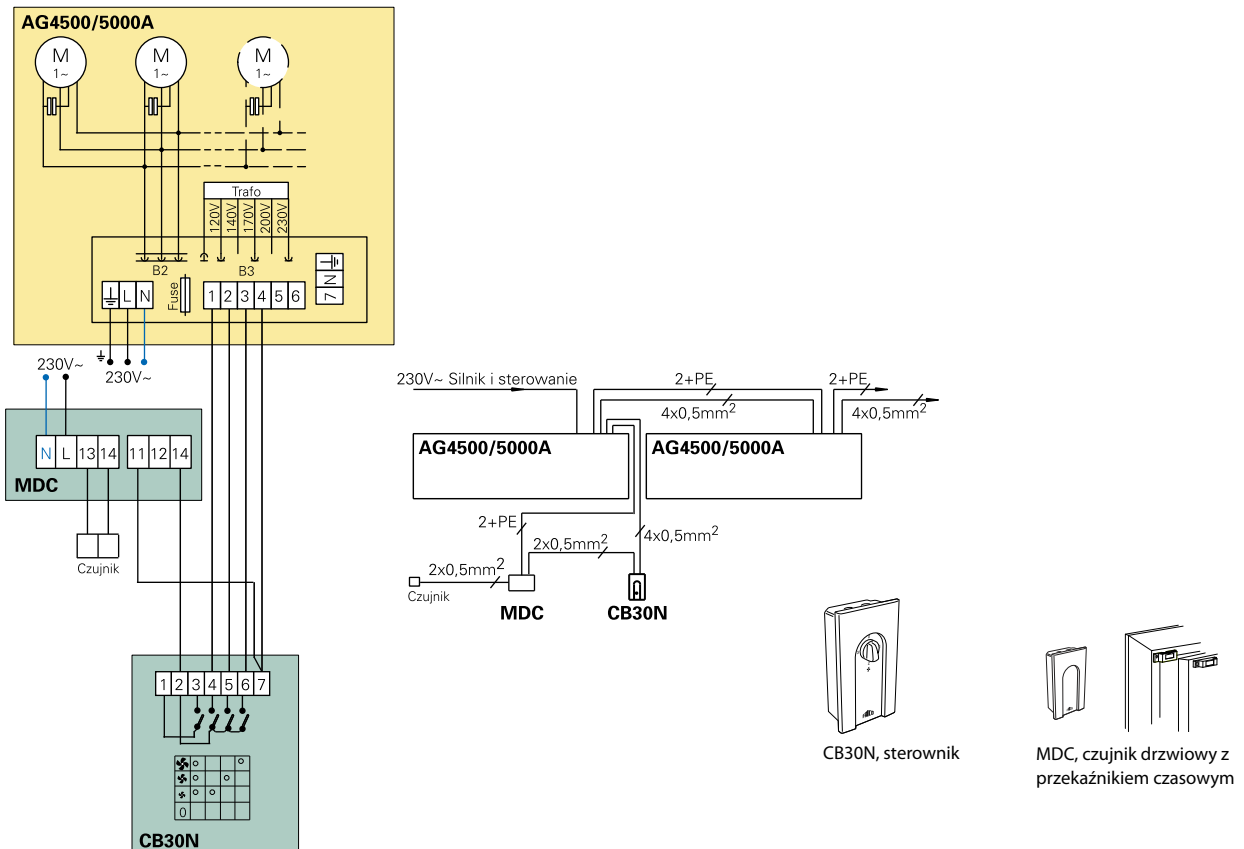 AG4500/5000A
M
1~
M
1~
M
1~
Trafo
120V
140V
170V
200V
230V
B2
B3
Fuse
L N
1 2 3 4 5 6
7 N
230V~
230V~
N L 13 14
11 12 14
MDC
Czujnik
1 2 3 4 5 6 7
0
CB30N
230V~ Silnik i sterowanie
2+PE
2+PE
4x0,5mm²
4x0,5mm²
AG4500/5000A
AG4500/5000A
2+PE
4x0,5mm²
2x0,5mm²
2x0,5mm²
Czujnik
MDC
CB30N
CB30N, sterownik
MDC, czujnik drzwiowy z
przekaźnikiem czasowym